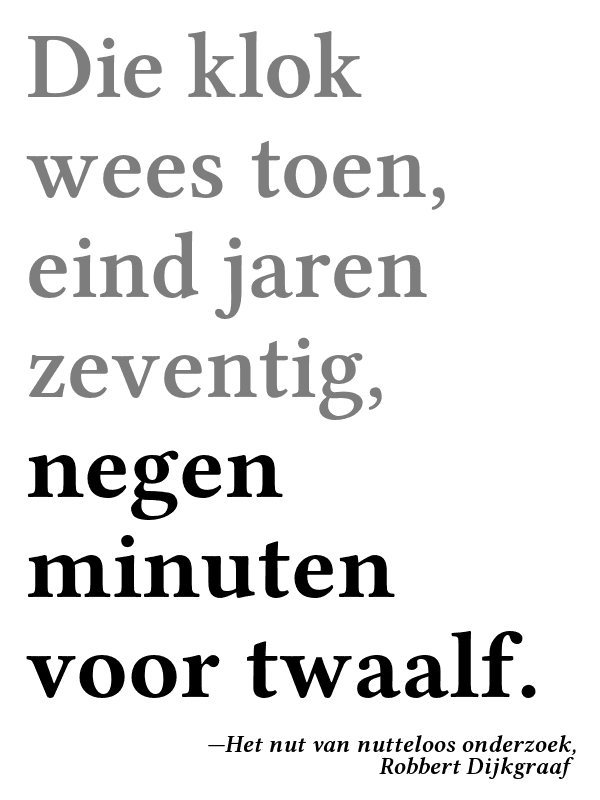 Die klok
wees toen,
eind jaren
zeventig,
negen
minuten
voor twaalf.
—Het nut van nutteloos onderzoek,
Robbert Dijkgraaf